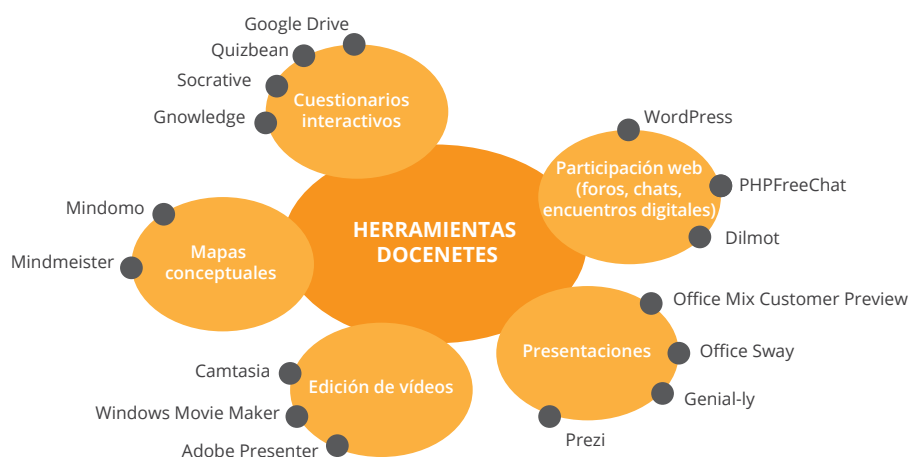 Google Drive
Quizbean
Socrative
Gnowledge
Cuestionarios
interactivos
WordPress
Participación web
(foros, chats,
encuentros digitales)
PHPFreeChat
Dilmot
HERRAMIENTAS
DOCENETES
Mindomo
Mindmeister
Mapas
conceptuales
Office Mix Customer Preview
Presentaciones
Office Sway
Genial-ly
Prezi
Camtasia
Edición de vídeos
Windows Movie Maker
Adobe Presenter